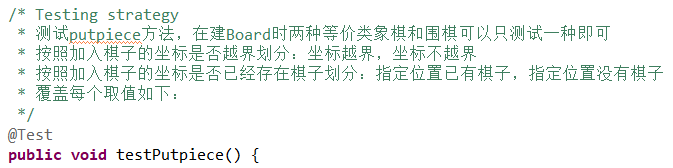 /* Testing strategy
* 测试putpiece方法，在建Board时两种等价类象棋和围棋可以只测试一种即可
* 按照加入棋子的坐标是否越界划分：坐标越界，坐标不越界
* 按照加入棋子的坐标是否已经存在棋子划分：指定位置已有棋子，指定位置没有棋子
* 覆盖每个取值如下：
*/
@Test
public void testPutpiece() {